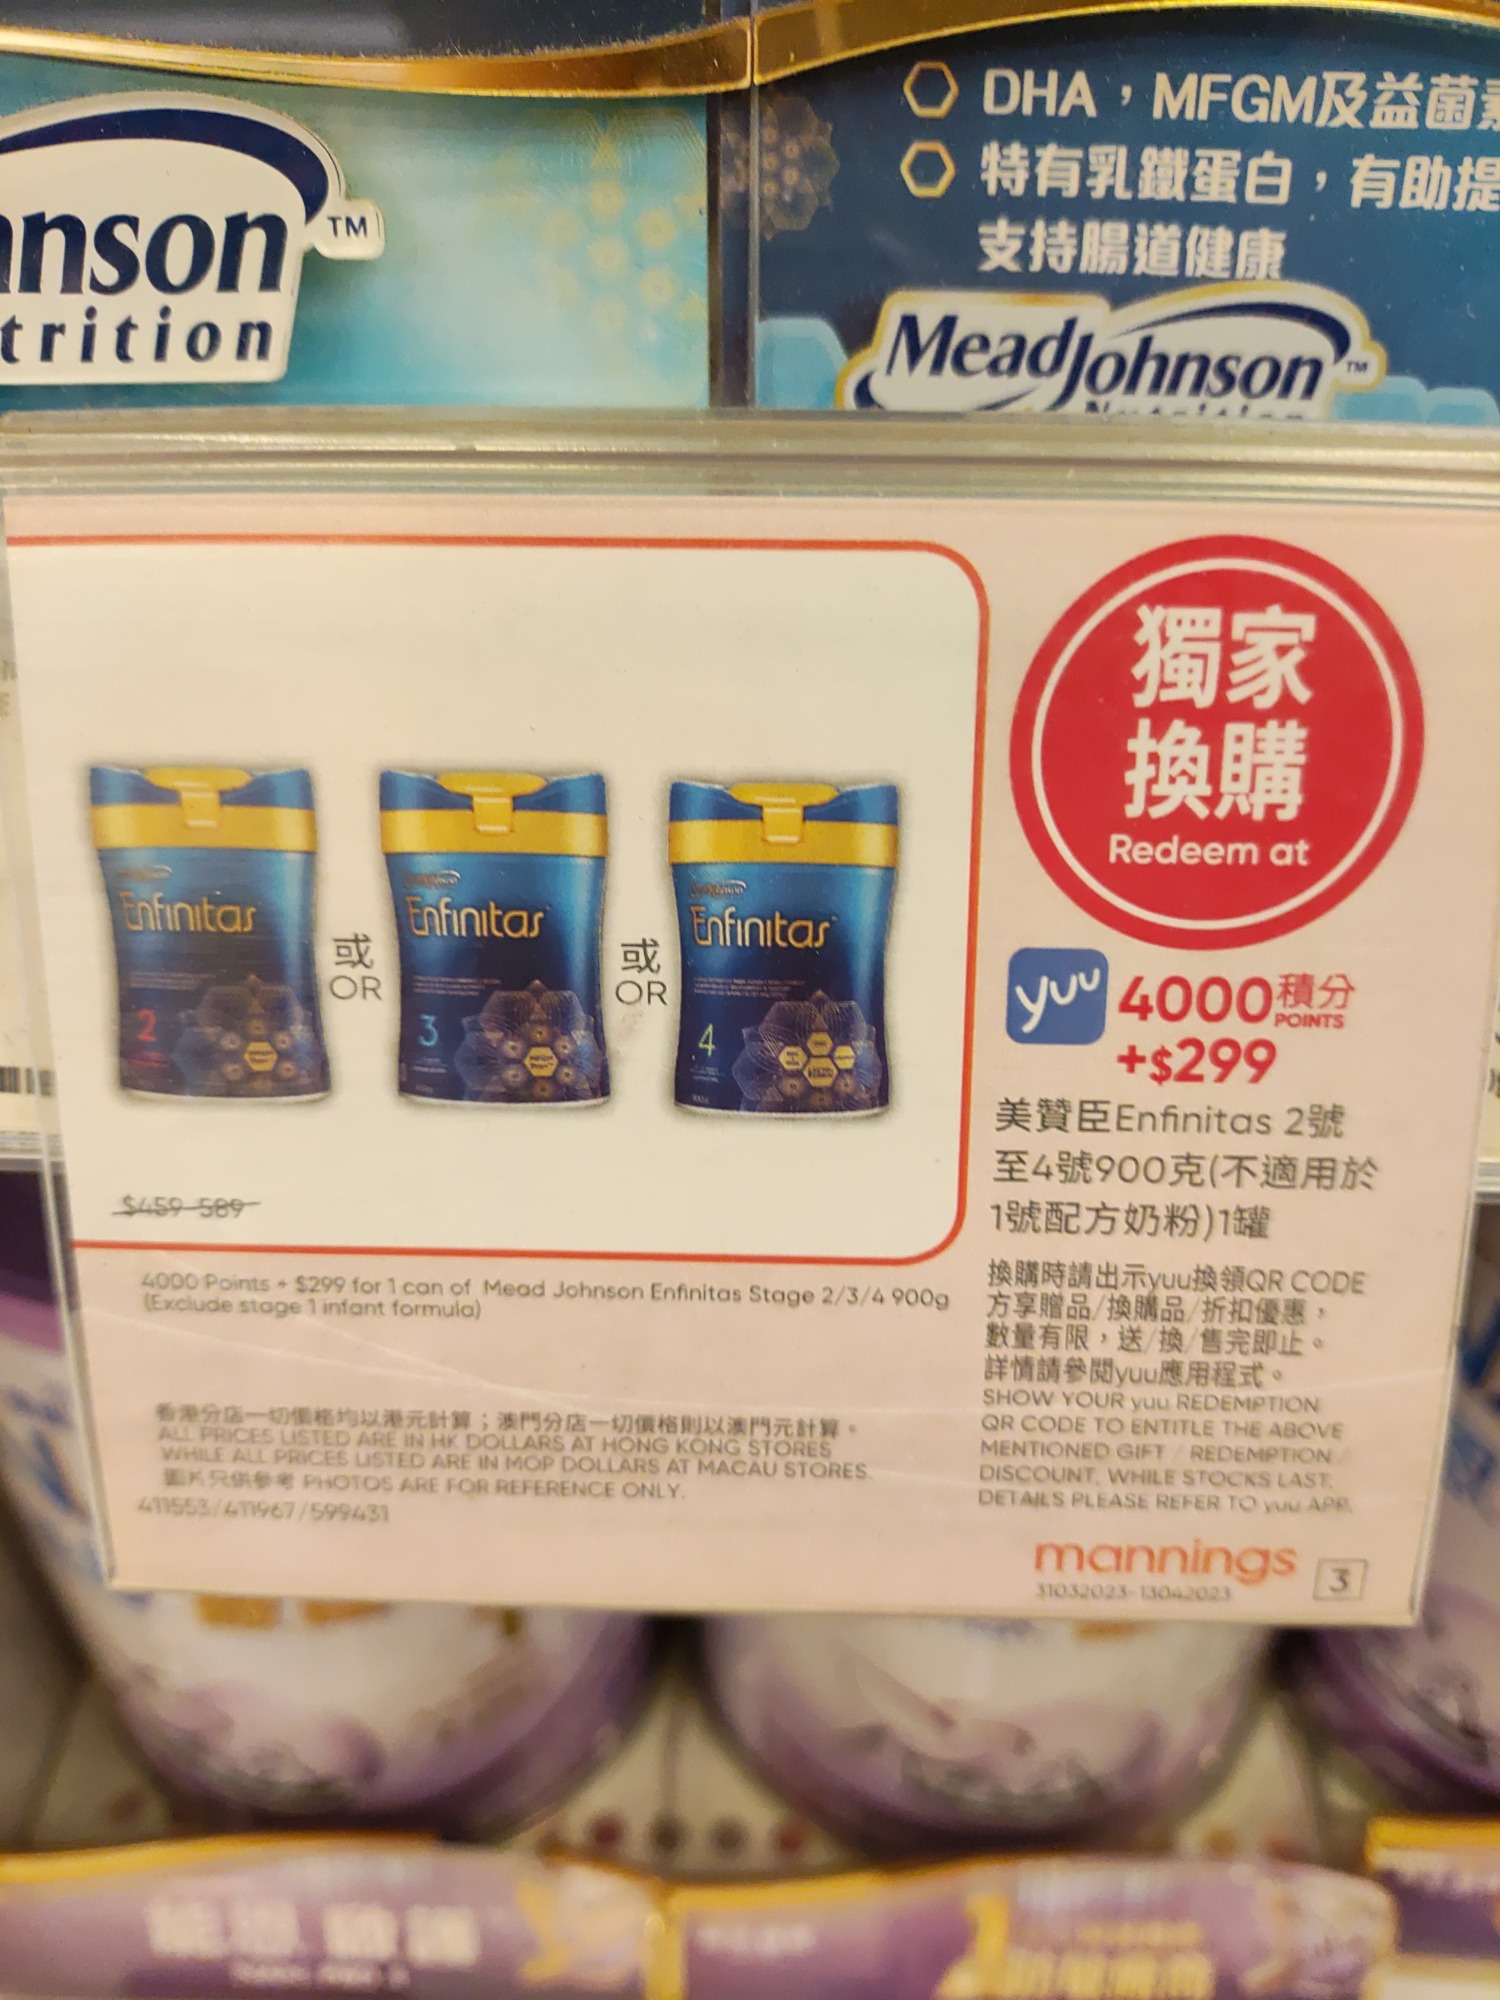 nson™
trition
DHA，MFGM及益菌
特有乳鐵蛋白，有助提
支持腸道健康
MeadJohnson™
獨家
換購
Redeem at
Enfinitas
2
或
OR
Enfinitas
3
或
OR
Enfinitas
4
yuu
4000積分
POINTS
+$299
美贊臣Enfinitas 2號
至4號900克(不適用於
1號配方奶粉)1罐
$459-589
4000 Points + $299 for 1 can of Mead Johnson Enfinitas Stage 2/3/4 900g
(Exclude stage 1 infant formula)
換購時請出示yuu換領QR CODE
方享贈品/換購品/折扣優惠，
數量有限，送/換/售完即止。
詳情請參閱yuu應用程式。
SHOW YOUR yuu REDEMPTION
QR CODE TO ENTITLE THE ABOVE
MENTIONED GIFT / REDEMPTION /
DISCOUNT, WHILE STOCKS LAST.
DETAILS PLEASE REFER TO yuu APP.
香港分店一切價格均以港元計算；澳門分店一切價格則以澳門元計算。
ALL PRICES LISTED ARE IN HK DOLLARS AT HONG KONG STORES
WHILE ALL PRICES LISTED ARE IN MOP DOLLARS AT MACAU STORES.
圖片只供參考 PHOTOS ARE FOR REFERENCE ONLY.
411553/411967/599431
mannings
3
31032023-13042023